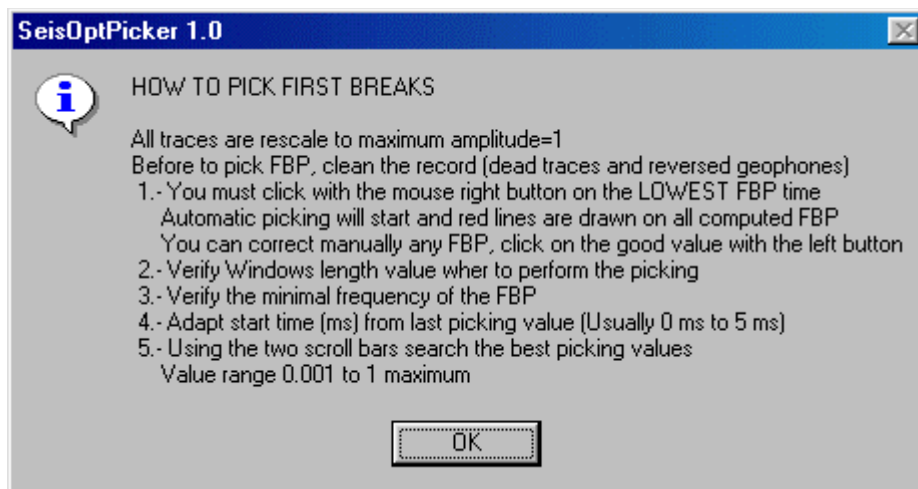 SeisOptPicker 1.0
HOW TO PICK FIRST BREAKS
All traces are rescale to maximum amplitude=1
Before to pick FBP, clean the record (dead traces and reversed geophones)
1.- You must click with the mouse right button on the LOWEST FBP time
Automatic picking will start and red lines are drawn on all computed FBP
You can correct manually any FBP, click on the good value with the left button
2.- Verify Windows length value wher to perform the picking
3.- Verify the minimal frequency of the FBP
4.- Adapt start time (ms) from last picking value (Usually 0 ms to 5 ms)
5.- Using the two scroll bars search the best picking values
Value range 0.001 to 1 maximum
OK